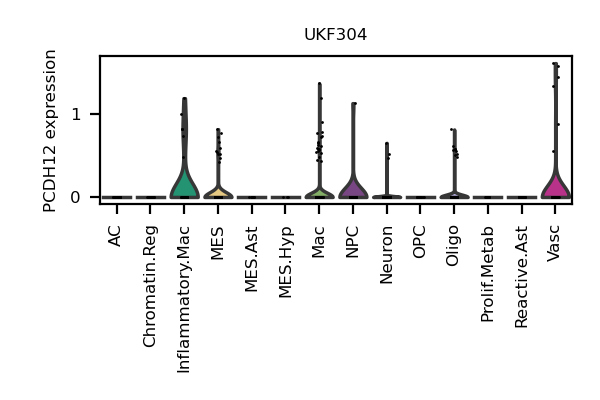 UKF304
PCDH12 expression
1
0
AC
Chromatin.Reg
Inflammatory.Mac
MES
MES.Ast
MES.Hyp
Mac
NPC
Neuron
OPC
Oligo
Prolif.Metab
Reactive.Ast
Vasc